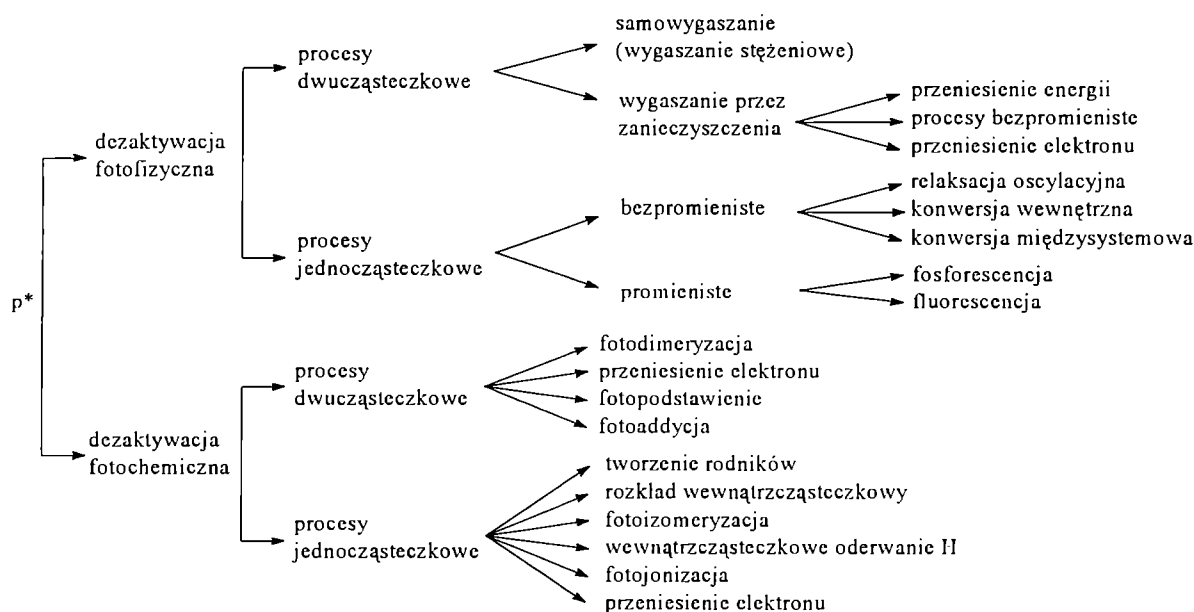 samowygaszanie
(wygaszanie stężeniowe)
procesy
dwucząsteczkowe
wygaszanie przez
zanieczyszczenia
przeniesienie energii
procesy bezpromieniste
przeniesienie elektronu
dezaktywacja
fotofizyczna
relaksacja oscylacyjna
bezpromieniste
konwersja wewnętrzna
konwersja międzysystemowa
procesy
jednocząsteczkowe
fosforescencja
promieniste
fluorescencja
p*
fotodimeryzacja
procesy
dwucząsteczkowe
przeniesienie elektronu
fotopodstawienie
fotoaddycja
dezaktywacja
fotochemiczna
tworzenie rodników
rozkład wewnątrzcząsteczkowy
fotoizomeryzacja
procesy
jednocząsteczkowe
wewnątrzcząsteczkowe oderwanie H
fotojonizacja
przeniesienie elektronu